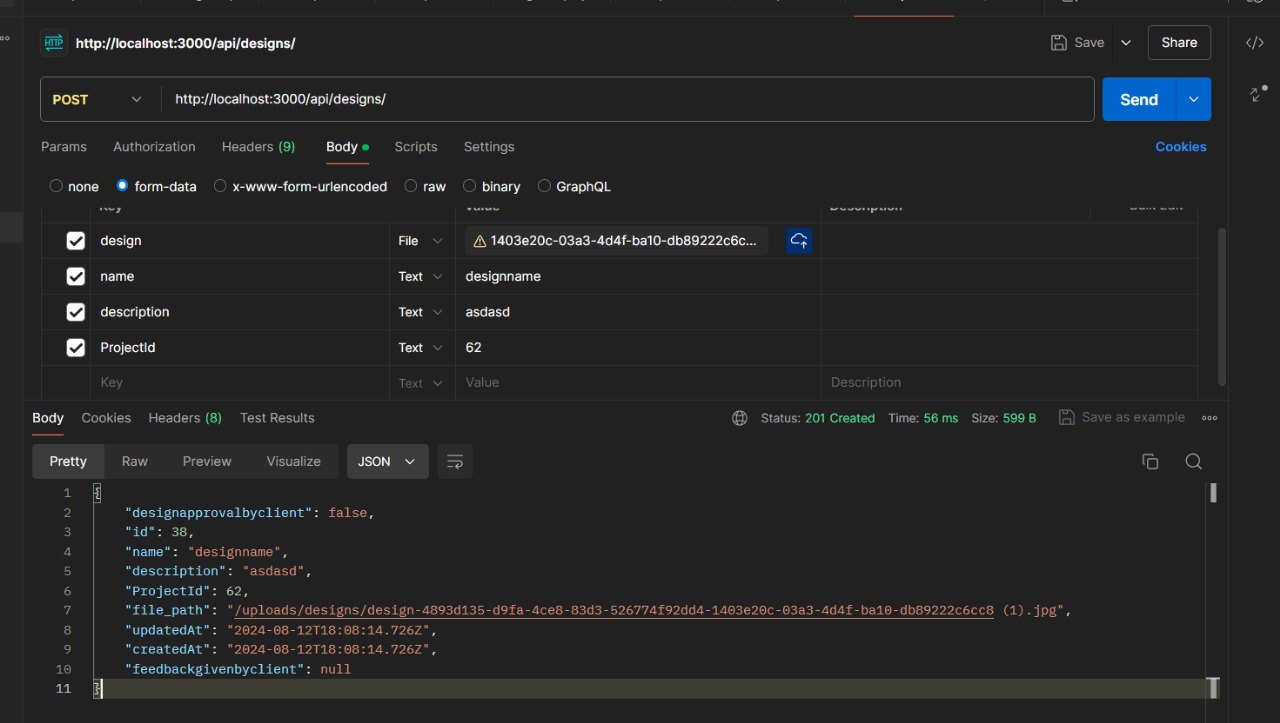 HTTP http://localhost:3000/api/designs/ Save Share </>
POST http://localhost:3000/api/designs/ Send
Params Authorization Headers (9) Body Scripts Settings Cookies
none form-data x-www-form-urlencoded raw binary GraphQL
Key Value Description Bulk Edit
design File 1403e20c-03a3-4d4f-ba10-db89222c6c...
name Text designname
description Text asdasd
ProjectId Text 62
Key Text Value Description
Body Cookies Headers (8) Test Results Status: 201 Created Time: 56 ms Size: 599 B Save as example
Pretty Raw Preview Visualize JSON
1 {
2 "designapprovalbyclient": false,
3 "id": 38,
4 "name": "designname",
5 "description": "asdasd",
6 "ProjectId": 62,
7 "file_path": "/uploads/designs/design-4893d135-d9fa-4ce8-83d3-526774f92dd4-1403e20c-03a3-4d4f-ba10-db89222c6cc8 (1).jpg",
8 "updatedAt": "2024-08-12T18:08:14.726Z",
9 "createdAt": "2024-08-12T18:08:14.726Z",
10 "feedbackgivenbyclient": null
11 }